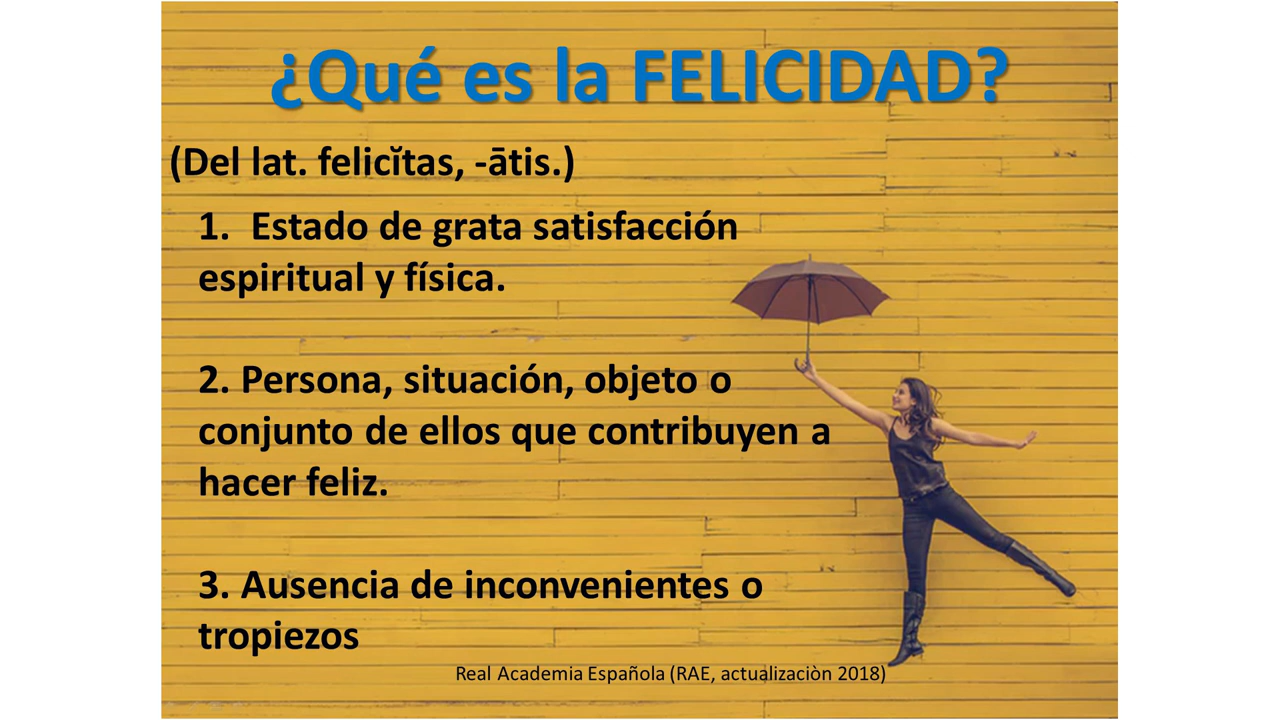 ¿Qué es la FELICIDAD?
(Del lat. felicĭtas, -ātis.)
1. Estado de grata satisfacción
espiritual y física.
2. Persona, situación, objeto o
conjunto de ellos que contribuyen a
hacer feliz.
3. Ausencia de inconvenientes o
tropiezos
Real Academia Española (RAE, actualizaciòn 2018)